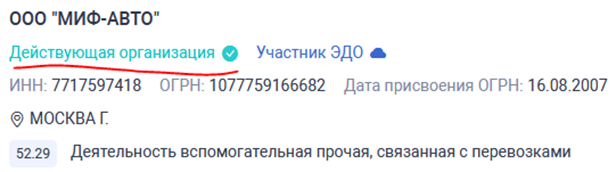 ООО "МИФ-АВТО"
Действующая организация Участник ЭДО
ИНН: 7717597418 ОГРН: 1077759166682 Дата присвоения ОГРН: 16.08.2007
МОСКВА Г.
52.29 Деятельность вспомогательная прочая, связанная с перевозками